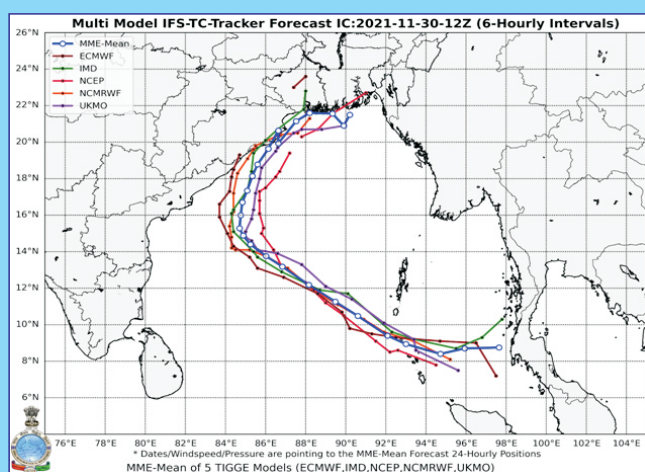 Multi Model IFS-TC-Tracker Forecast IC:2021-11-30-12Z (6-Hourly Intervals)
26°N
24°N
22°N
20°N
18°N
16°N
14°N
12°N
10°N
8°N
6°N
MME-Mean
ECMWF
IMD
NCEP
NCMRWF
UKMO
76°E 78°E 80°E 82°E 84°E 86°E 88°E 90°E 92°E 94°E 96°E 98°E 100°E 102°E 104°E
* Dates/Windspeed/Pressure are pointing to the MME-Mean Forecast 24-Hourly Positions
MME-Mean of 5 TIGGE Models (ECMWF,IMD,NCEP,NCMRWF,UKMO)